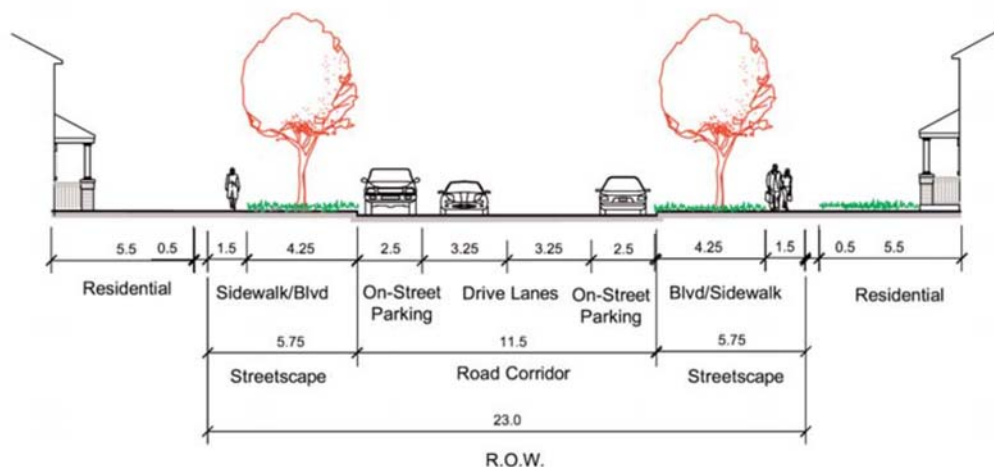 5.5 0.5 1.5 4.25 2.5 3.25 3.25 2.5 4.25 1.5 0.5 5.5
Residential Sidewalk/Blvd On-Street Parking Drive Lanes On-Street Parking Blvd/Sidewalk Residential
5.75 11.5 5.75
Streetscape Road Corridor Streetscape
23.0
R.O.W.